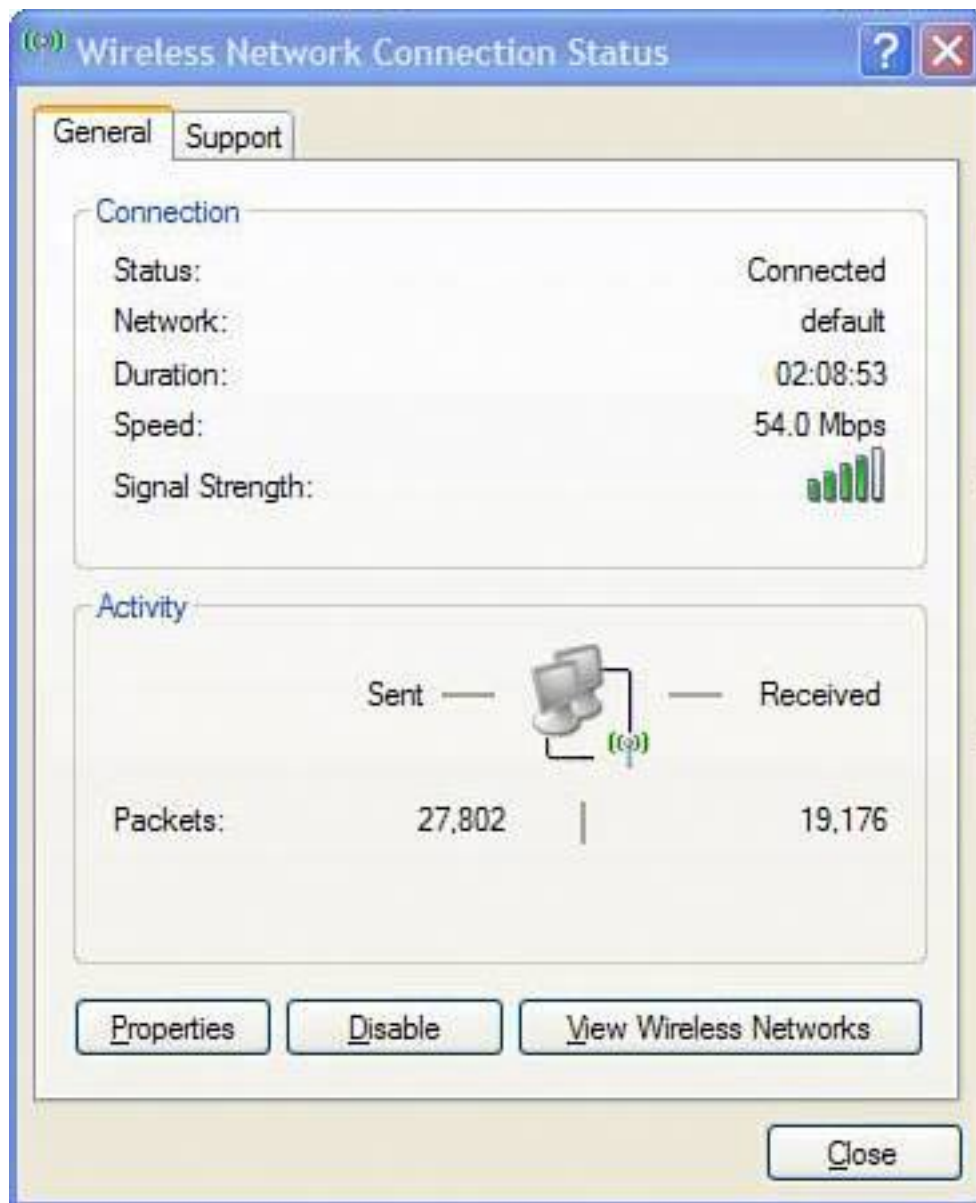 Wireless Network Connection Status
General Support
Connection
Status: Connected
Network: default
Duration: 02:08:53
Speed: 54.0 Mbps
Signal Strength:
Activity
Sent Received
Packets: 27,802 19,176
Properties Disable View Wireless Networks
Close